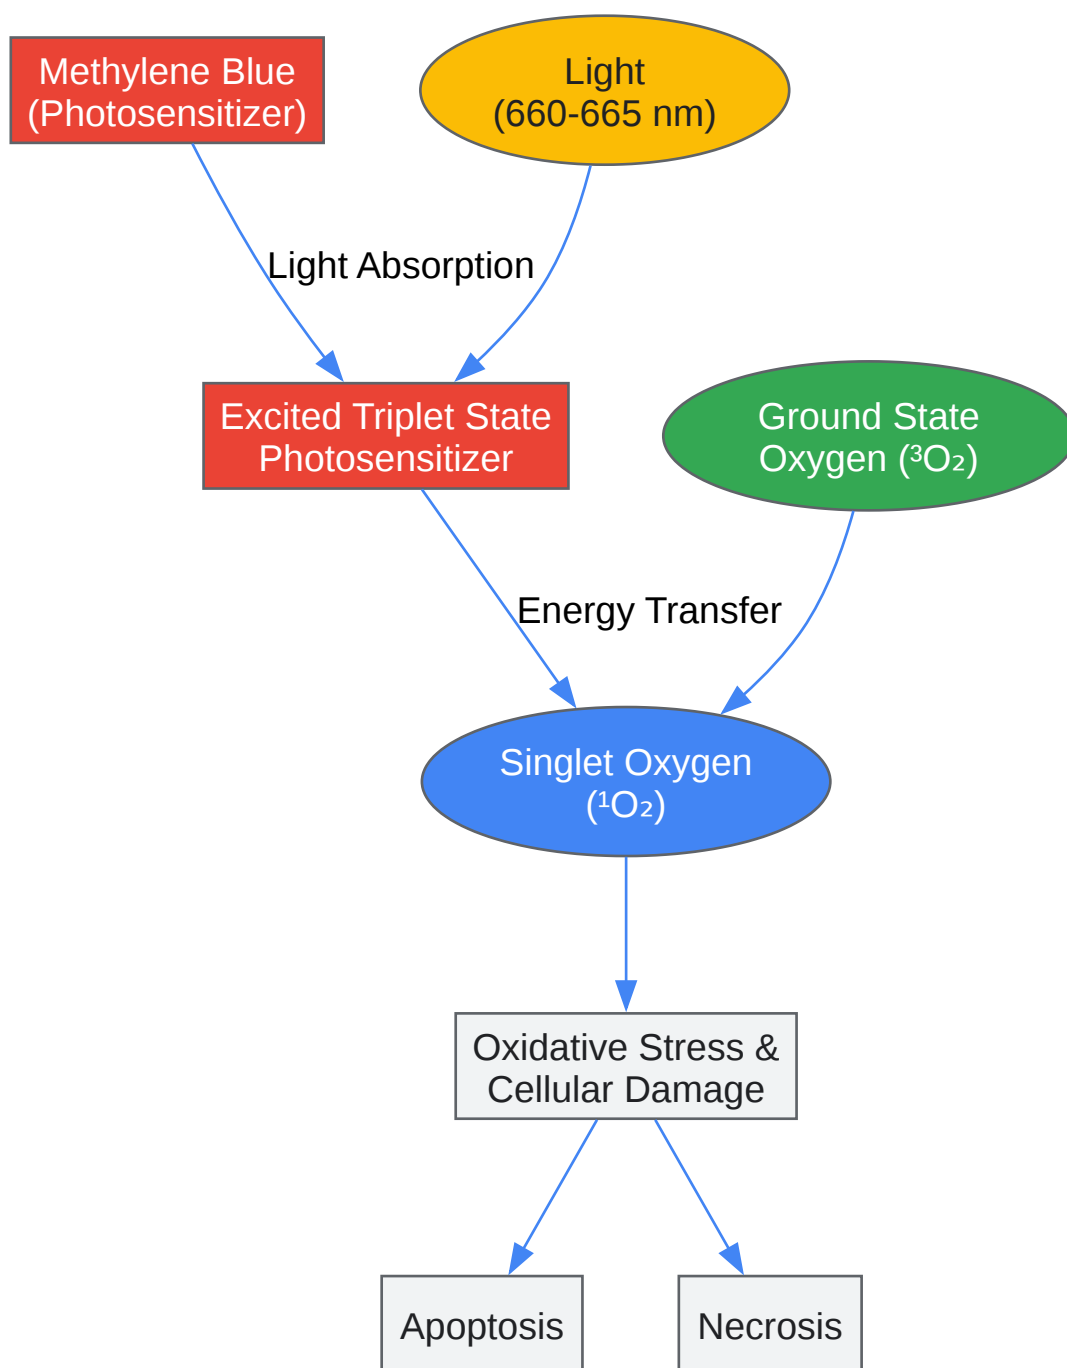 Methylene Blue
(Photosensitizer)
Light
(660-665 nm)
Light Absorption
Excited Triplet State
Photosensitizer
Ground State
Oxygen (³O₂)
Energy Transfer
Singlet Oxygen
(¹O₂)
Oxidative Stress &
Cellular Damage
Apoptosis
Necrosis